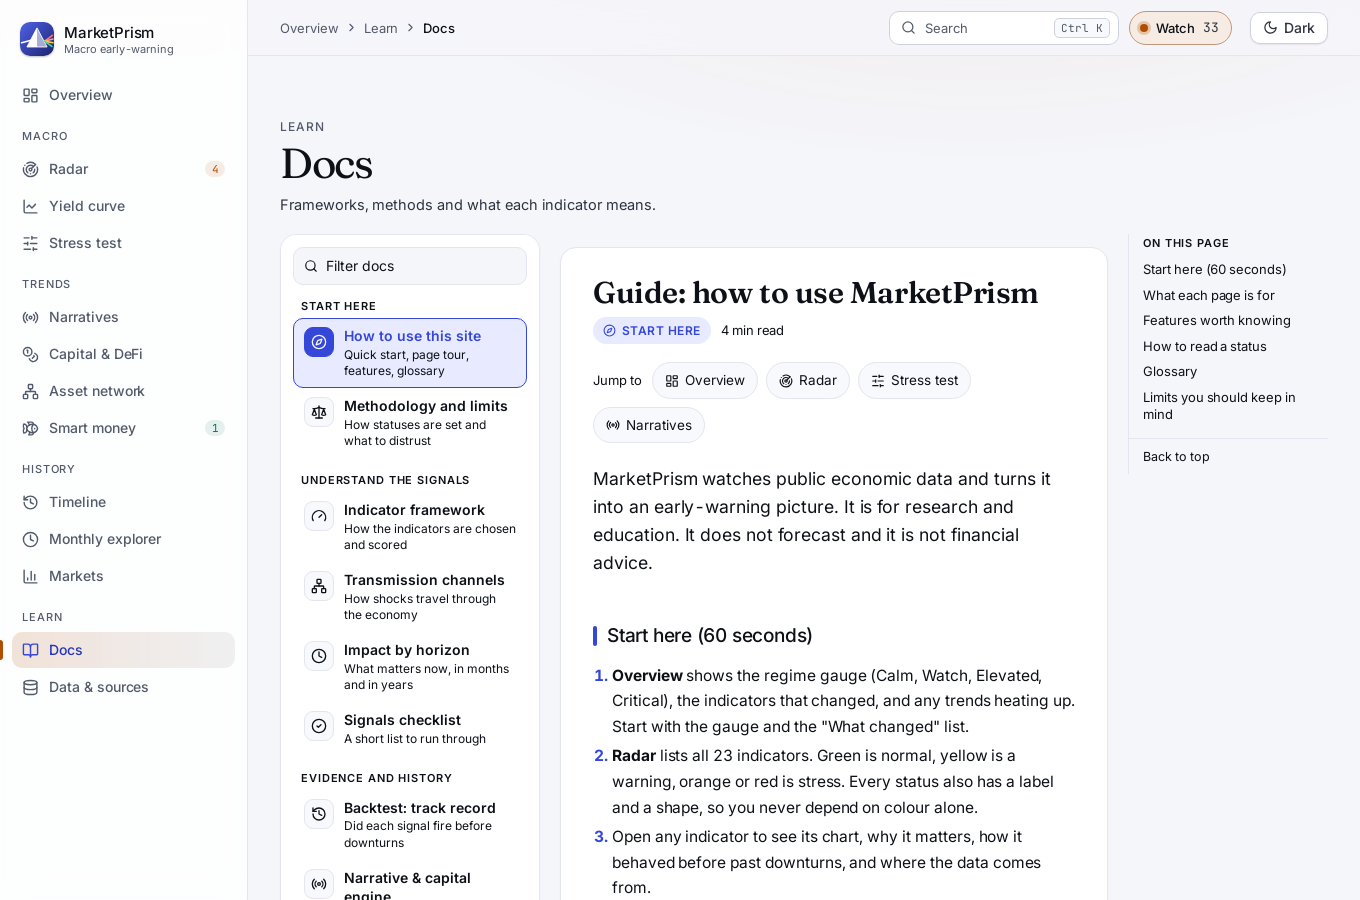 MarketPrism
Macro early-warning
Overview
MACRO
Radar 4
Yield curve
Stress test
TRENDS
Narratives
Capital & DeFi
Asset network
Smart money 1
HISTORY
Timeline
Monthly explorer
Markets
LEARN
Docs
Data & sources
Overview > Learn > Docs
Search Ctrl K
Watch 33
Dark
LEARN
Docs
Frameworks, methods and what each indicator means.
Filter docs
START HERE
How to use this site
Quick start, page tour,
features, glossary
Methodology and limits
How statuses are set and
what to distrust
UNDERSTAND THE SIGNALS
Indicator framework
How the indicators are chosen
and scored
Transmission channels
How shocks travel through
the economy
Impact by horizon
What matters now, in months
and in years
Signals checklist
A short list to run through
EVIDENCE AND HISTORY
Backtest: track record
Did each signal fire before
downturns
Narrative & capital
engine
Guide: how to use MarketPrism
START HERE 4 min read
Jump to Overview Radar Stress test
Narratives
MarketPrism watches public economic data and turns it
into an early-warning picture. It is for research and
education. It does not forecast and it is not financial
advice.
Start here (60 seconds)
1. Overview shows the regime gauge (Calm, Watch, Elevated,
Critical), the indicators that changed, and any trends heating up.
Start with the gauge and the "What changed" list.
2. Radar lists all 23 indicators. Green is normal, yellow is a
warning, orange or red is stress. Every status also has a label
and a shape, so you never depend on colour alone.
3. Open any indicator to see its chart, why it matters, how it
behaved before past downturns, and where the data comes
from.
ON THIS PAGE
Start here (60 seconds)
What each page is for
Features worth knowing
How to read a status
Glossary
Limits you should keep in
mind
Back to top